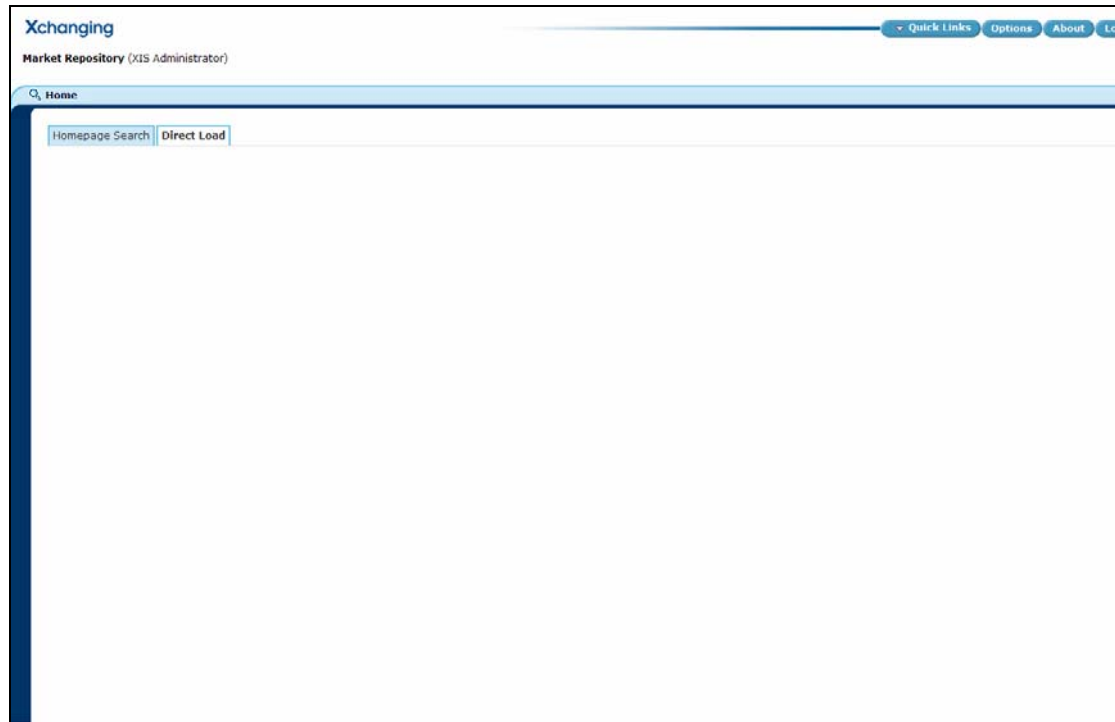 Xchanging
Quick Links Options About
Market Repository (XIS Administrator)
Home
Homepage Search Direct Load